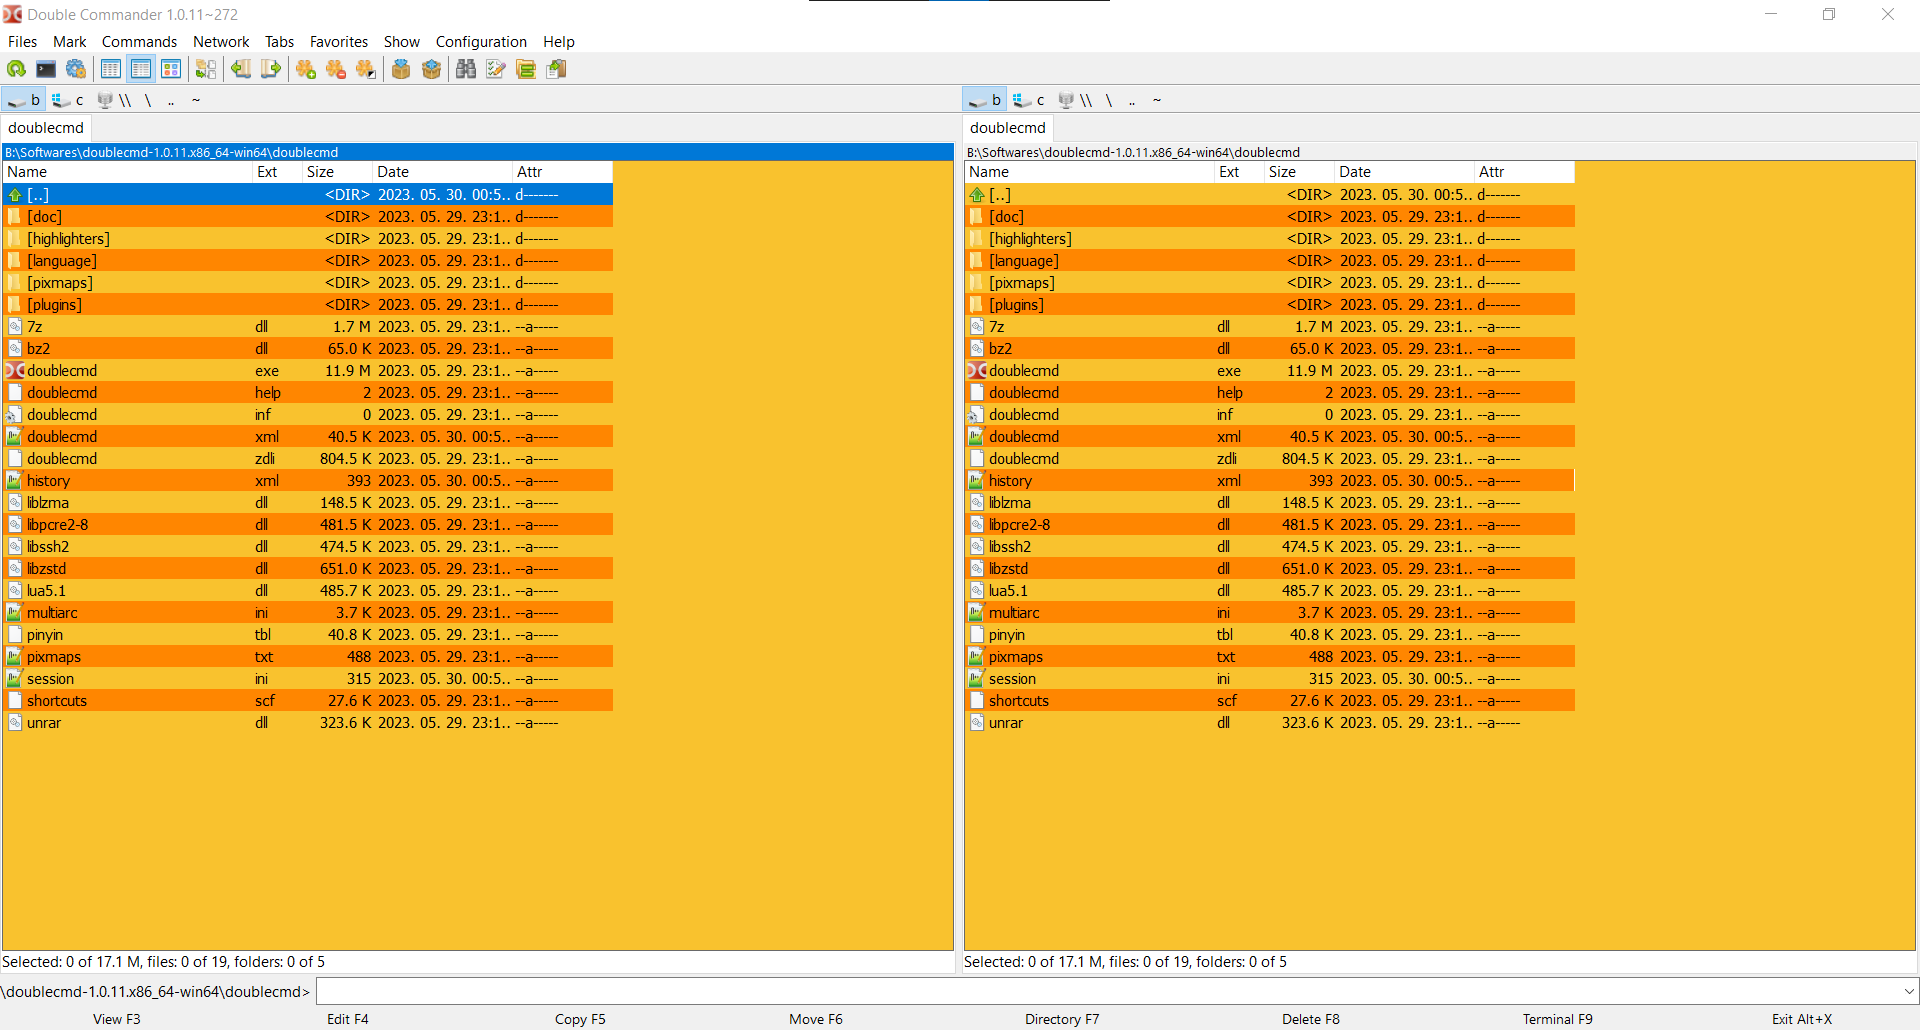 Double Commander 1.0.11~272
Files Mark Commands Network Tabs Favorites Show Configuration Help
b c \\ \ .. ~
doublecmd
B:\Softwares\doublecmd-1.0.11.x86_64-win64\doublecmd
Name Ext Size Date Attr
[..] <DIR> 2023. 05. 30. 00:5.. d-------
[doc] <DIR> 2023. 05. 29. 23:1.. d-------
[highlighters] <DIR> 2023. 05. 29. 23:1.. d-------
[language] <DIR> 2023. 05. 29. 23:1.. d-------
[pixmaps] <DIR> 2023. 05. 29. 23:1.. d-------
[plugins] <DIR> 2023. 05. 29. 23:1.. d-------
7z dll 1.7 M 2023. 05. 29. 23:1.. --a-----
bz2 dll 65.0 K 2023. 05. 29. 23:1.. --a-----
doublecmd exe 11.9 M 2023. 05. 29. 23:1.. --a-----
doublecmd help 2 2023. 05. 29. 23:1.. --a-----
doublecmd inf 0 2023. 05. 29. 23:1.. --a-----
doublecmd xml 40.5 K 2023. 05. 30. 00:5.. --a-----
doublecmd zdli 804.5 K 2023. 05. 29. 23:1.. --a-----
history xml 393 2023. 05. 30. 00:5.. --a-----
liblzma dll 148.5 K 2023. 05. 29. 23:1.. --a-----
libpcre2-8 dll 481.5 K 2023. 05. 29. 23:1.. --a-----
libssh2 dll 474.5 K 2023. 05. 29. 23:1.. --a-----
libzstd dll 651.0 K 2023. 05. 29. 23:1.. --a-----
lua5.1 dll 485.7 K 2023. 05. 29. 23:1.. --a-----
multiarc ini 3.7 K 2023. 05. 29. 23:1.. --a-----
pinyin tbl 40.8 K 2023. 05. 29. 23:1.. --a-----
pixmaps txt 488 2023. 05. 29. 23:1.. --a-----
session ini 315 2023. 05. 30. 00:5.. --a-----
shortcuts scf 27.6 K 2023. 05. 29. 23:1.. --a-----
unrar dll 323.6 K 2023. 05. 29. 23:1.. --a-----
Selected: 0 of 17.1 M, files: 0 of 19, folders: 0 of 5
b c \\ \ .. ~
doublecmd
B:\Softwares\doublecmd-1.0.11.x86_64-win64\doublecmd
Name Ext Size Date Attr
[..] <DIR> 2023. 05. 30. 00:5.. d-------
[doc] <DIR> 2023. 05. 29. 23:1.. d-------
[highlighters] <DIR> 2023. 05. 29. 23:1.. d-------
[language] <DIR> 2023. 05. 29. 23:1.. d-------
[pixmaps] <DIR> 2023. 05. 29. 23:1.. d-------
[plugins] <DIR> 2023. 05. 29. 23:1.. d-------
7z dll 1.7 M 2023. 05. 29. 23:1.. --a-----
bz2 dll 65.0 K 2023. 05. 29. 23:1.. --a-----
doublecmd exe 11.9 M 2023. 05. 29. 23:1.. --a-----
doublecmd help 2 2023. 05. 29. 23:1.. --a-----
doublecmd inf 0 2023. 05. 29. 23:1.. --a-----
doublecmd xml 40.5 K 2023. 05. 30. 00:5.. --a-----
doublecmd zdli 804.5 K 2023. 05. 29. 23:1.. --a-----
history xml 393 2023. 05. 30. 00:5.. --a-----
liblzma dll 148.5 K 2023. 05. 29. 23:1.. --a-----
libpcre2-8 dll 481.5 K 2023. 05. 29. 23:1.. --a-----
libssh2 dll 474.5 K 2023. 05. 29. 23:1.. --a-----
libzstd dll 651.0 K 2023. 05. 29. 23:1.. --a-----
lua5.1 dll 485.7 K 2023. 05. 29. 23:1.. --a-----
multiarc ini 3.7 K 2023. 05. 29. 23:1.. --a-----
pinyin tbl 40.8 K 2023. 05. 29. 23:1.. --a-----
pixmaps txt 488 2023. 05. 29. 23:1.. --a-----
session ini 315 2023. 05. 30. 00:5.. --a-----
shortcuts scf 27.6 K 2023. 05. 29. 23:1.. --a-----
unrar dll 323.6 K 2023. 05. 29. 23:1.. --a-----
Selected: 0 of 17.1 M, files: 0 of 19, folders: 0 of 5
\doublecmd-1.0.11.x86_64-win64\doublecmd>
View F3 Edit F4 Copy F5 Move F6 Directory F7 Delete F8 Terminal F9 Exit Alt+X